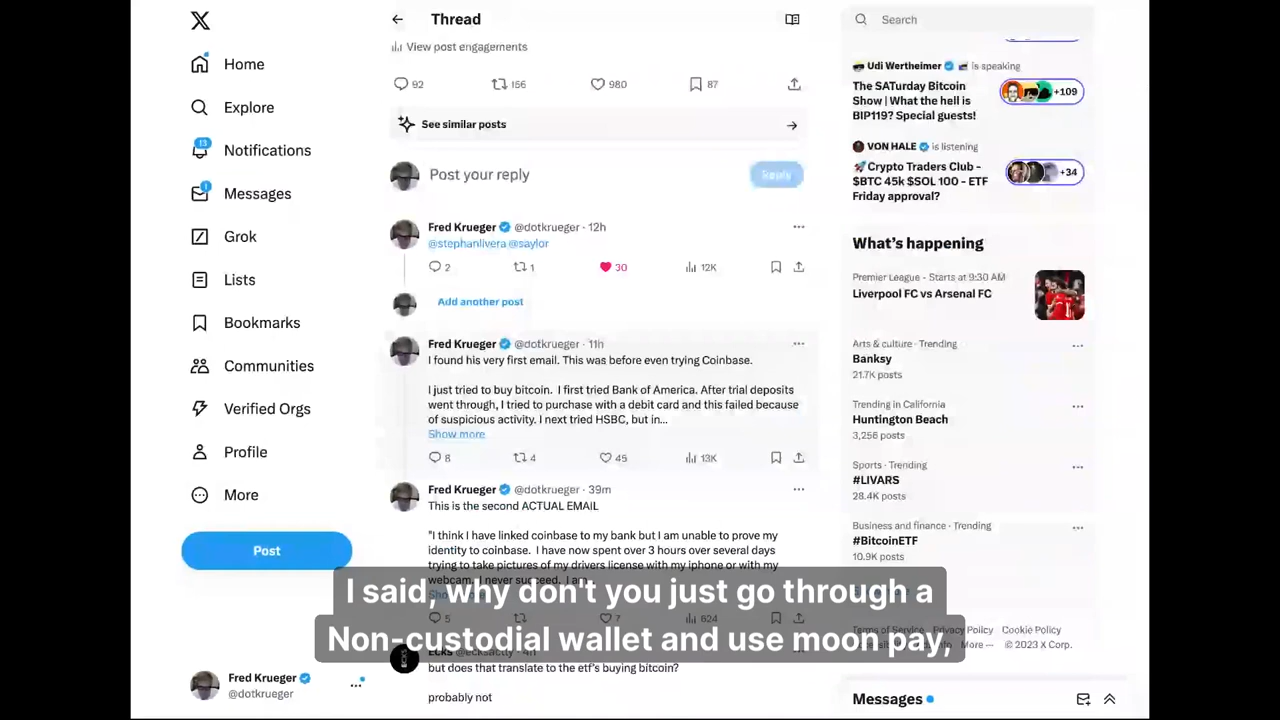 X
Home
Explore
13
Notifications
1
Messages
Grok
Lists
Bookmarks
Communities
Verified Orgs
Profile
More
Post
Fred Krueger
@dotkrueger
Thread
View post engagements
92 156 980 87
See similar posts
Post your reply
Reply
Fred Krueger @dotkrueger · 12h
@stephanlivera @saylor
2 1 30 12K
Add another post
Fred Krueger @dotkrueger · 11h
I found his very first email. This was before even trying Coinbase.
I just tried to buy bitcoin. I first tried Bank of America. After trial deposits
went through, I tried to purchase with a debit card and this failed because
of suspicious activity. I next tried HSBC, but in...
Show more
6 4 45 13K
Fred Krueger @dotkrueger · 39m
This is the second ACTUAL EMAIL
"I think I have linked coinbase to my bank but I am unable to prove my
identity to coinbase. I have now spent over 3 hours over several days
trying to take pictures of my drivers license with my iphone or with my
webcam. I never succeed. I am
5 7 624
I said, why don't you just go through a
Non-custodial wallet and use moon pay,
but does that translate to the etf's buying bitcoin?
probably not
Search
Udi Wertheimer is speaking
The SATurday Bitcoin
Show | What the hell is
BIP119? Special guests!
+109
VON HALE is listening
🚀Crypto Traders Club -
$BTC 45k $SOL 100 - ETF
Friday approval?
+34
What's happening
Premier League · Starts at 9:30 AM
Liverpool FC vs Arsenal FC
Arts & culture · Trending
Banksy
21.7K posts
Trending in California
Huntington Beach
3,256 posts
Sports · Trending
#LIVARS
28.4K posts
Business and finance · Trending
#BitcoinETF
10.9K posts
Terms of Service Privacy Policy Cookie Policy
More ··· © 2023 X Corp.
Messages